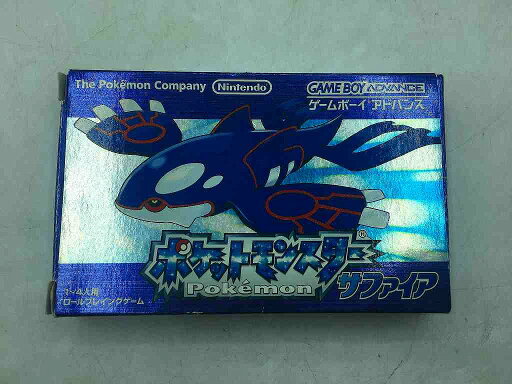 The Pokémon Company Nintendo GAME BOY ADVANCE
ゲームボーイ アドバンス
ポケットモンスター®
Pokémon
サファイア
1~4人用
ロールプレイングゲーム